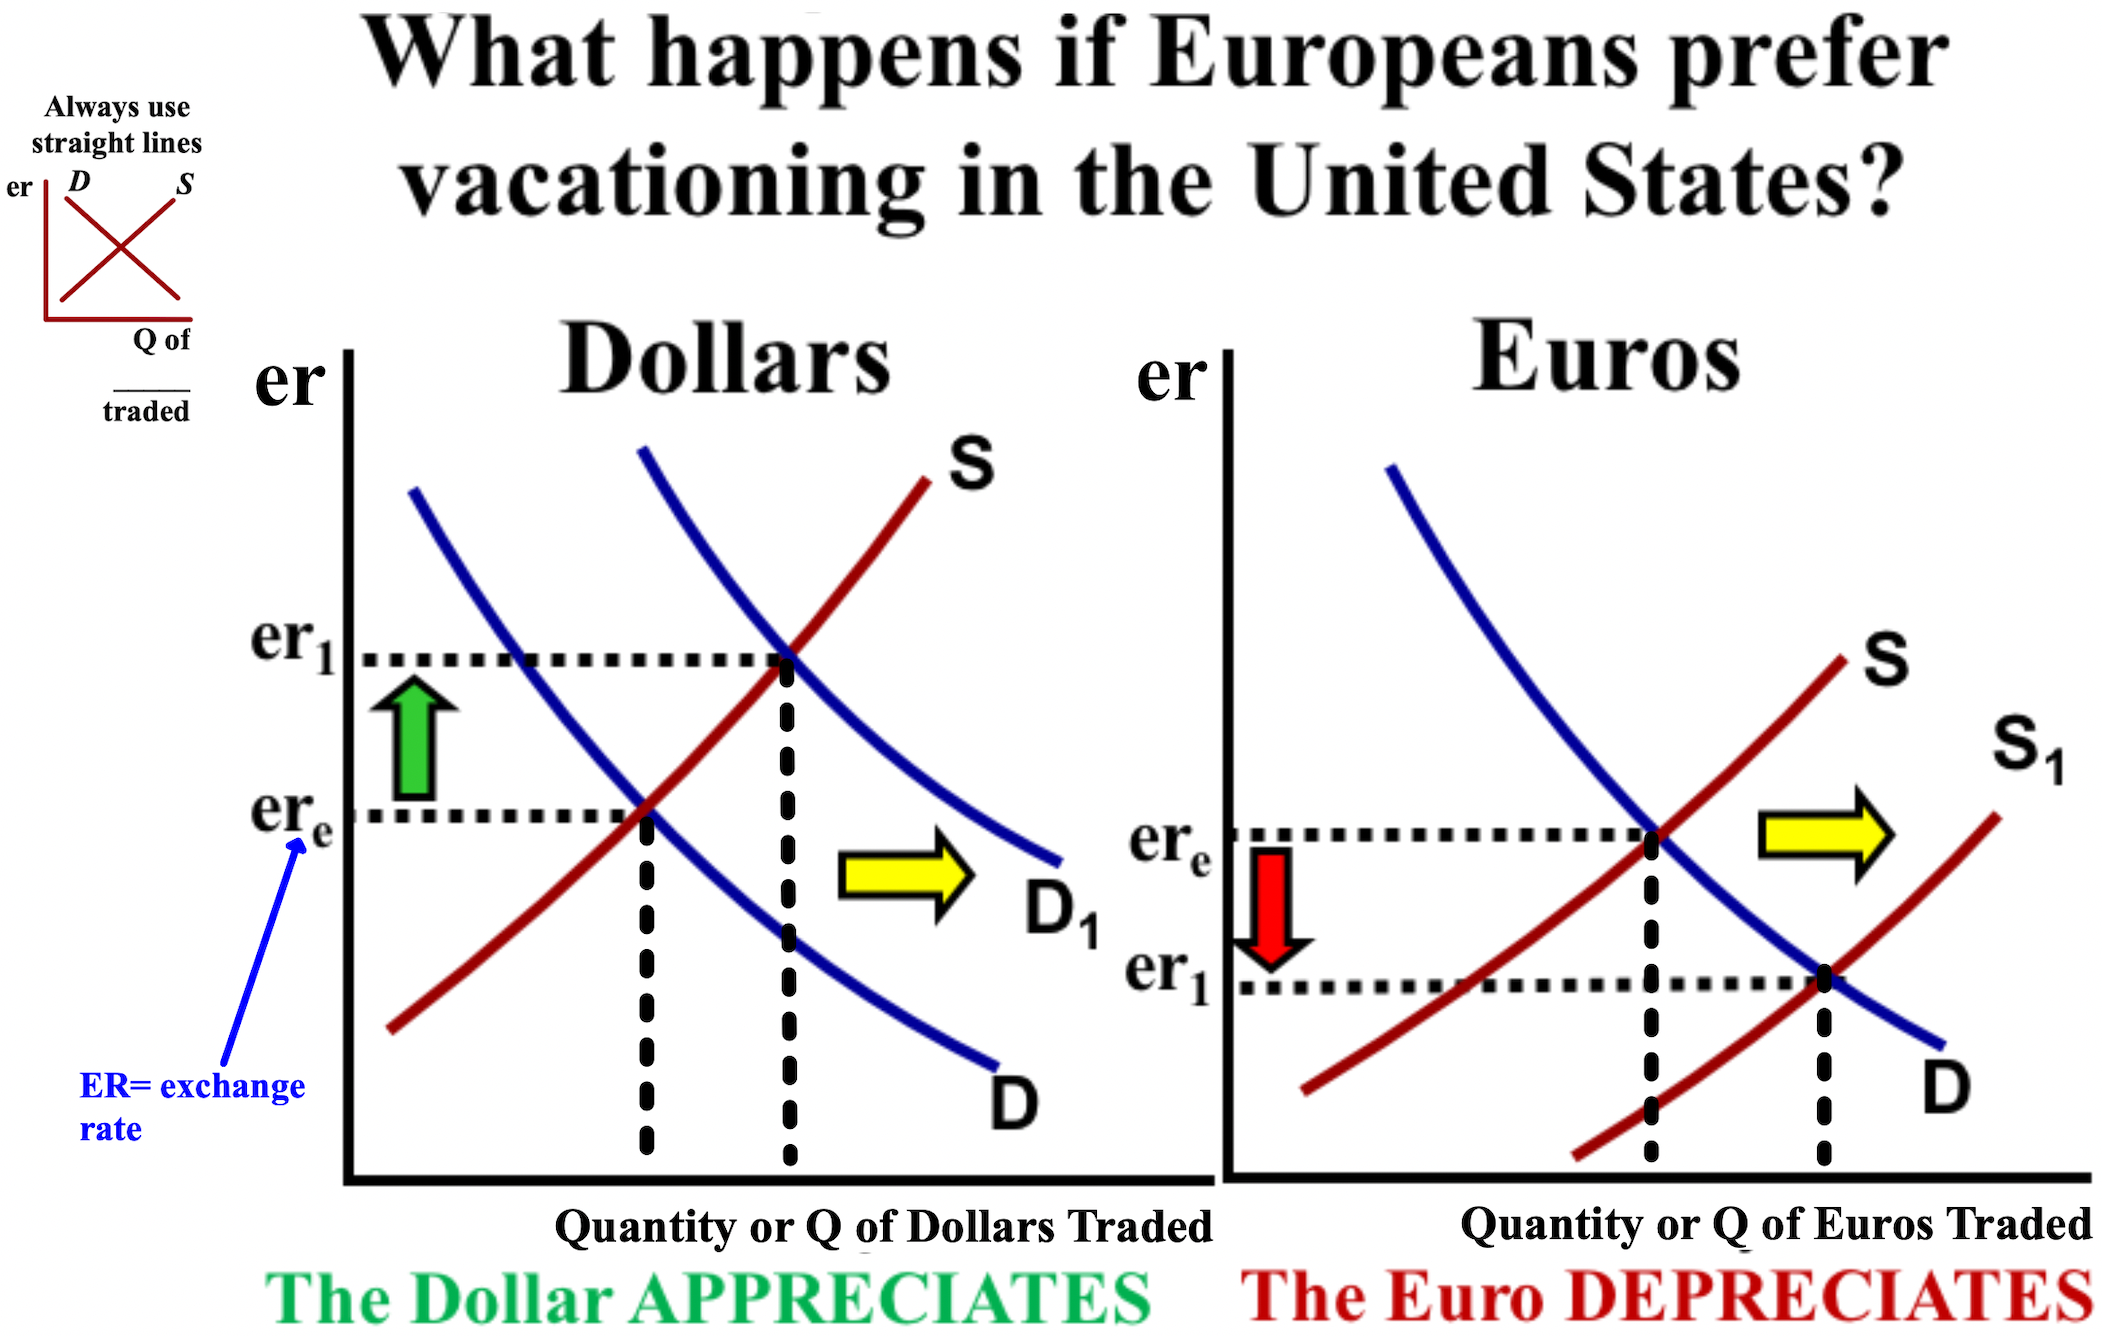 What happens if Europeans prefer
vacationing in the United States?
Always use
straight lines
er
D
S
Q of
_____
traded
Dollars
er
S
er1
ere
D1
D
ER= exchange
rate
Quantity or Q of Dollars Traded
The Dollar APPRECIATES
Euros
er
S
S1
ere
er1
D
Quantity or Q of Euros Traded
The Euro DEPRECIATES